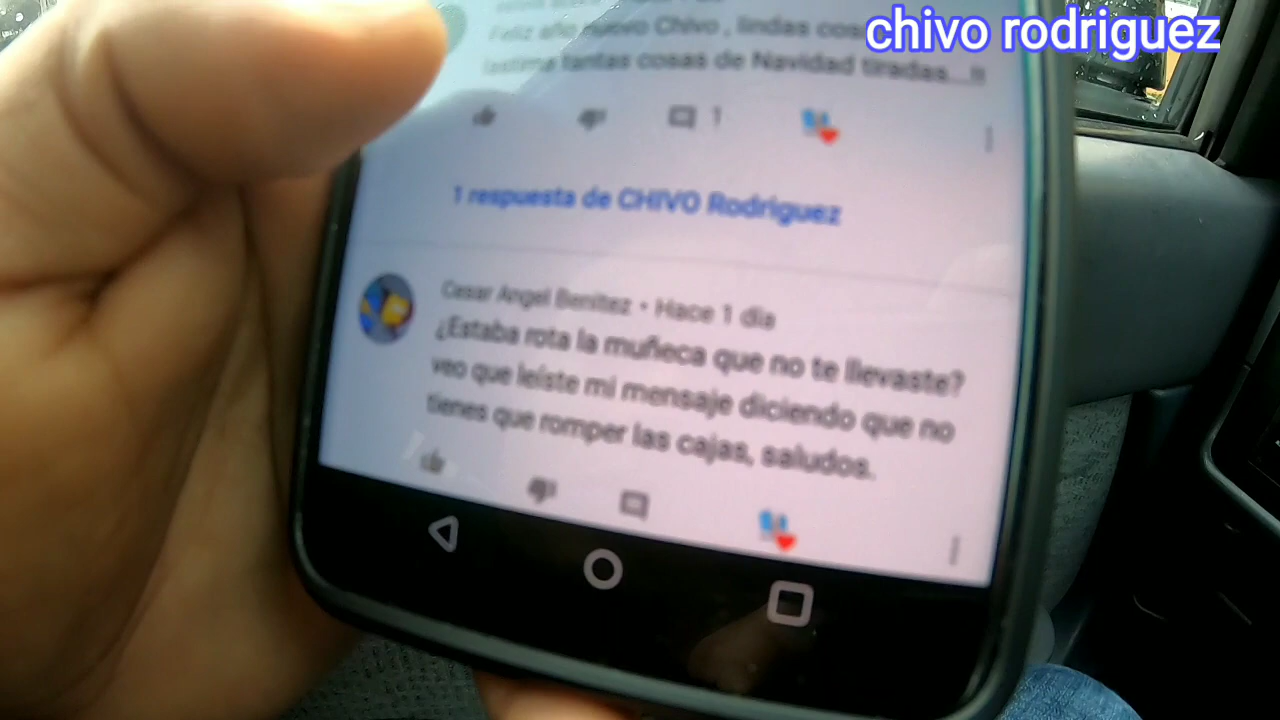 chivo rodriguez
Feliz año nuevo Chivo , lindas
tantas cosas de Navidad tiradas...!!
1
1 respuesta de CHIVO Rodriguez
Cesar Angel Benitez • Hace 1 día
¿Estaba rota la muñeca que no te llevaste?
veo que leíste mi mensaje diciendo que no
tienes que romper las cajas, saludos.